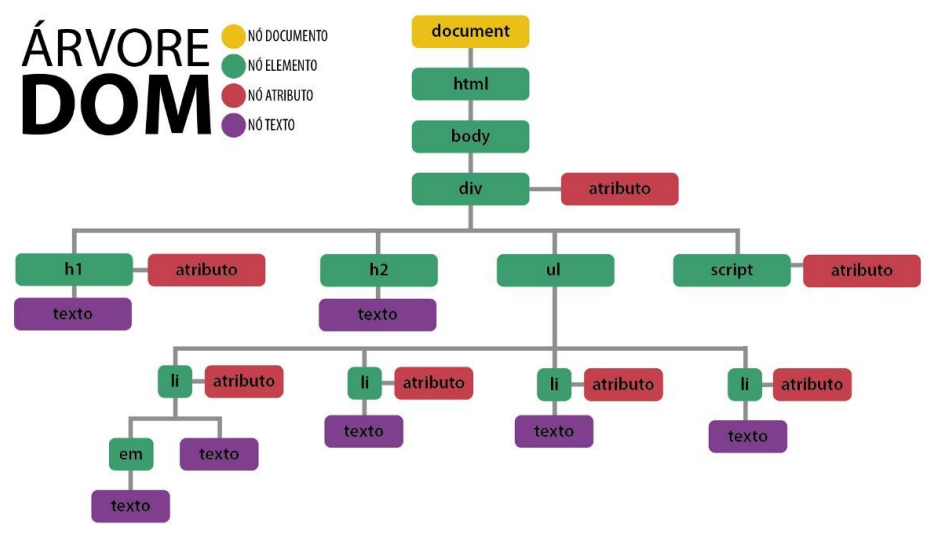 ÁRVORE
DOM
NÓ DOCUMENTO
NÓ ELEMENTO
NÓ ATRIBUTO
NÓ TEXTO
document
html
body
div
atributo
h1
atributo
h2
ul
script
atributo
texto
texto
li
atributo
li
atributo
li
atributo
li
atributo
texto
texto
texto
em
texto
texto